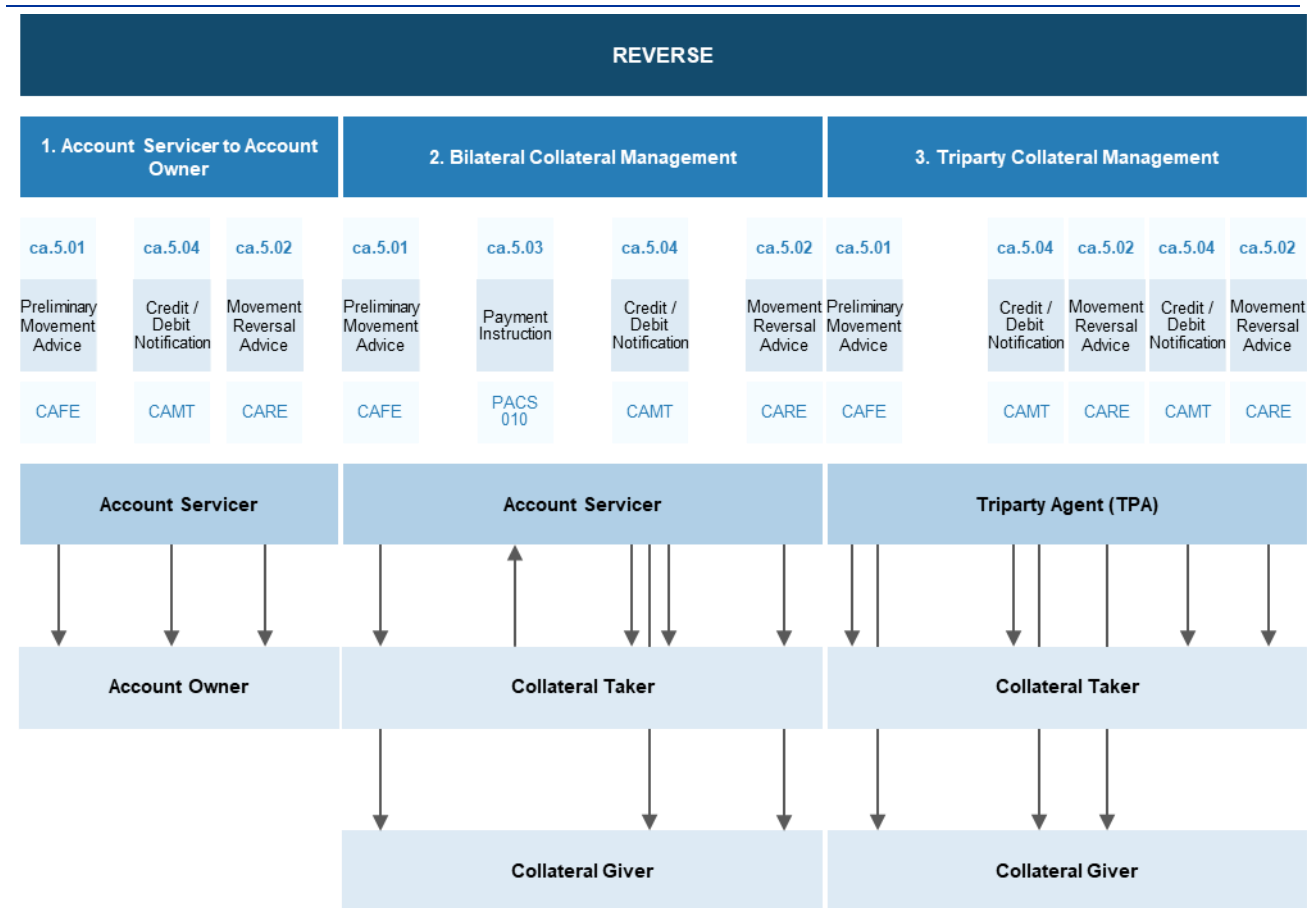 REVERSE
1. Account Servicer to Account
Owner
2. Bilateral Collateral Management
3. Triparty Collateral Management
ca.5.01
ca.5.04
ca.5.02
ca.5.01
ca.5.03
ca.5.04
ca.5.02
ca.5.01
ca.5.04
ca.5.02
ca.5.04
ca.5.02
Preliminary
Movement
Advice
Credit /
Debit
Notification
Movement
Reversal
Advice
Preliminary
Movement
Advice
Payment
Instruction
Credit /
Debit
Notification
Movement
Reversal
Advice
Preliminary
Movement
Advice
Credit /
Debit
Notification
Movement
Reversal
Advice
Credit /
Debit
Notification
Movement
Reversal
Advice
CAFE
CAMT
CARE
CAFE
PACS
010
CAMT
CARE
CAFE
CAMT
CARE
CAMT
CARE
Account Servicer
Account Servicer
Triparty Agent (TPA)
Account Owner
Collateral Taker
Collateral Taker
Collateral Giver
Collateral Giver